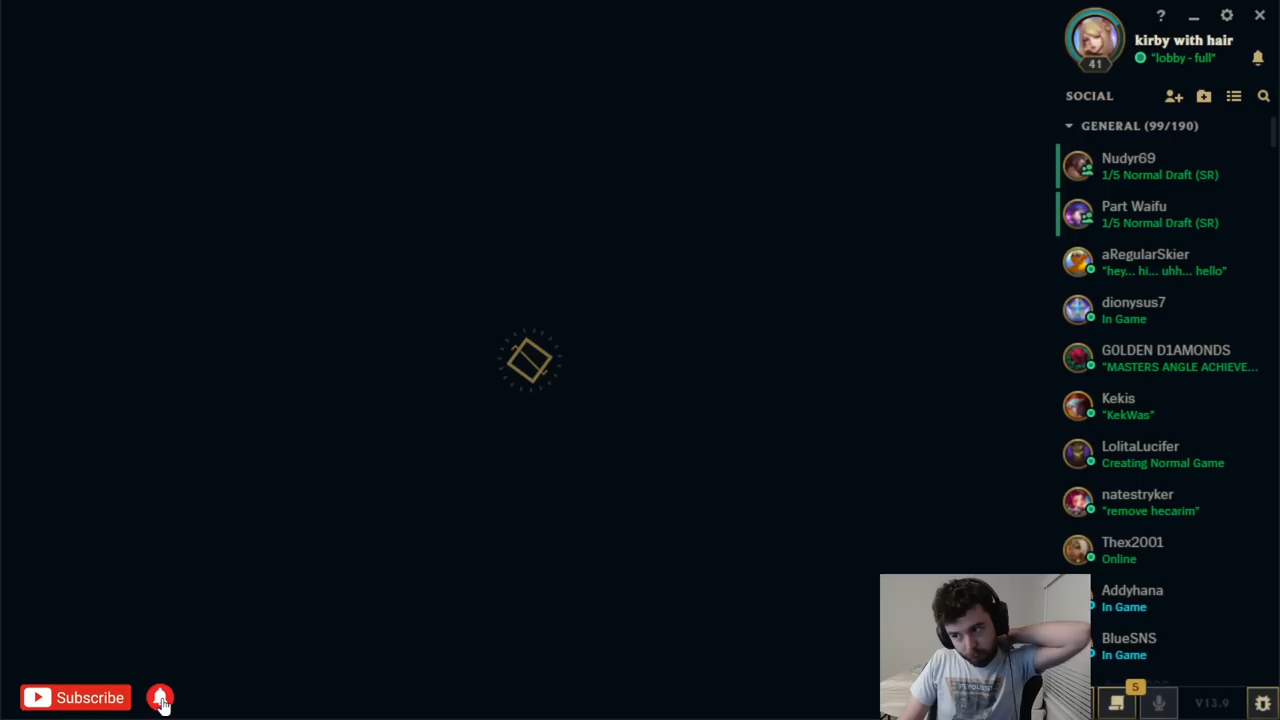 kirby with hair
"lobby - full"
41
SOCIAL
GENERAL (99/190)
Nudyr69
1/5 Normal Draft (SR)
Part Waifu
1/5 Normal Draft (SR)
aRegularSkier
"hey... hi... uhh... hello"
dionysus7
In Game
G0LDEN D1AMONDS
"MASTERS ANGLE ACHIEVE...
Kekis
"KekWas"
LolitaLucifer
Creating Normal Game
natestryker
"remove hecarim"
Thex2001
Online
Addyhana
In Game
BlueSNS
In Game
Subscribe
5
V13.9